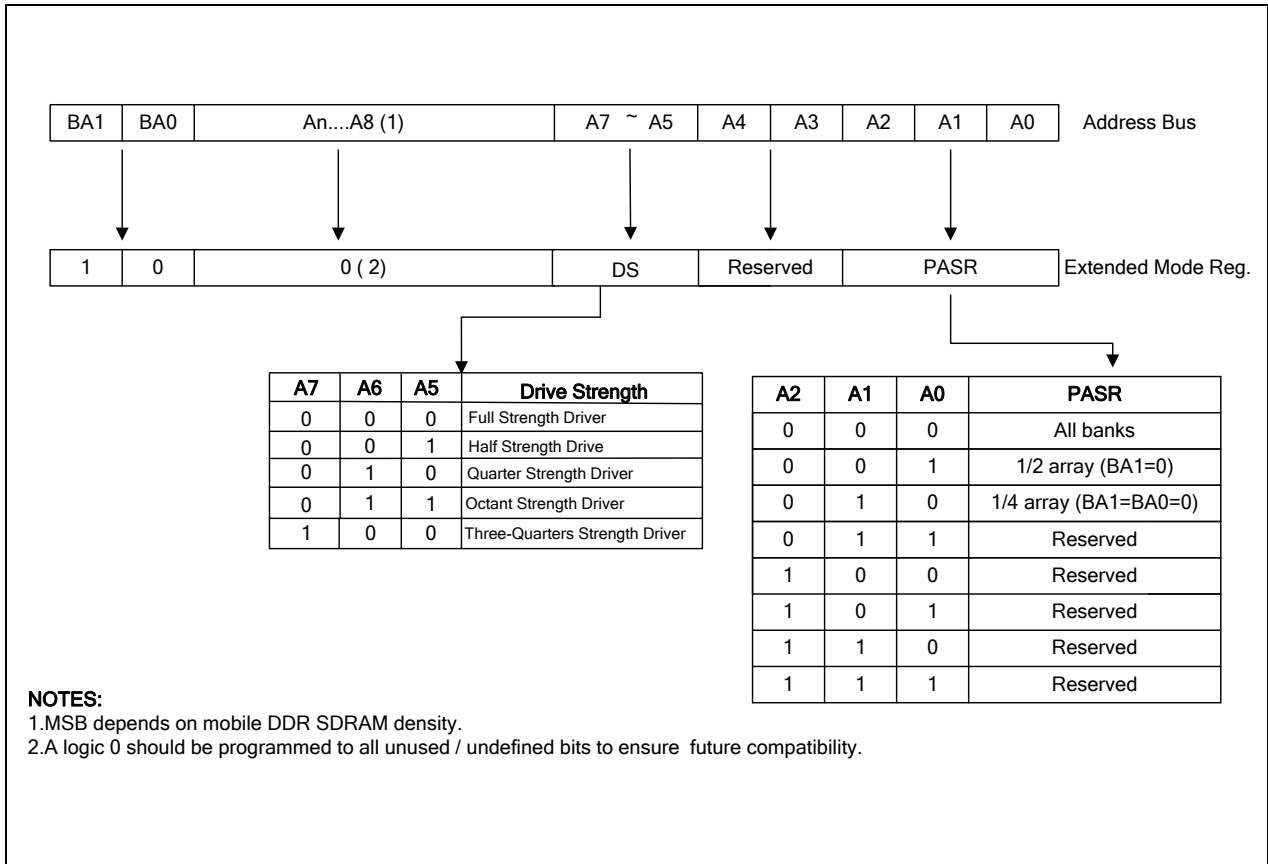 BA1 BA0 An....A8 (1) A7 ~ A5 A4 A3 A2 A1 A0 Address Bus
1 0 0 ( 2) DS Reserved PASR Extended Mode Reg.
A7 A6 A5 Drive Strength
0 0 0 Full Strength Driver
0 0 1 Half Strength Drive
0 1 0 Quarter Strength Driver
0 1 1 Octant Strength Driver
1 0 0 Three-Quarters Strength Driver
A2 A1 A0 PASR
0 0 0 All banks
0 0 1 1/2 array (BA1=0)
0 1 0 1/4 array (BA1=BA0=0)
0 1 1 Reserved
1 0 0 Reserved
1 0 1 Reserved
1 1 0 Reserved
1 1 1 Reserved
NOTES:
1.MSB depends on mobile DDR SDRAM density.
2.A logic 0 should be programmed to all unused / undefined bits to ensure future compatibility.